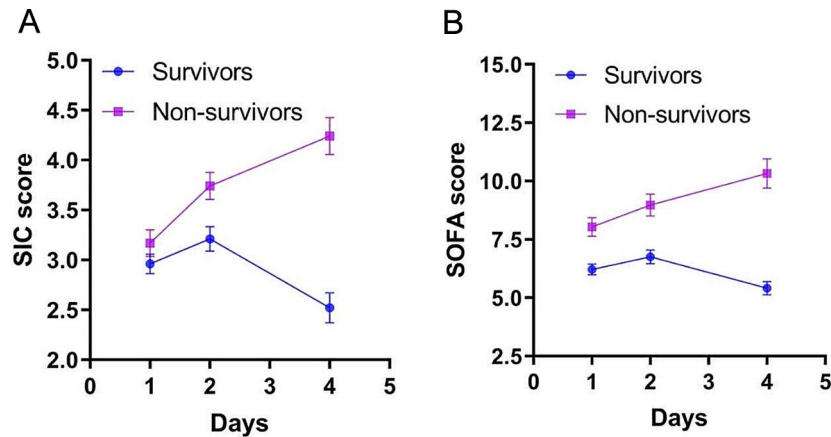 A
SIC score
5.0
4.5
4.0
3.5
3.0
2.5
2.0
Survivors
Non-survivors
0 1 2 3 4 5
Days
B
SOFA score
15.0
12.5
10.0
7.5
5.0
2.5
Survivors
Non-survivors
0 1 2 3 4 5
Days